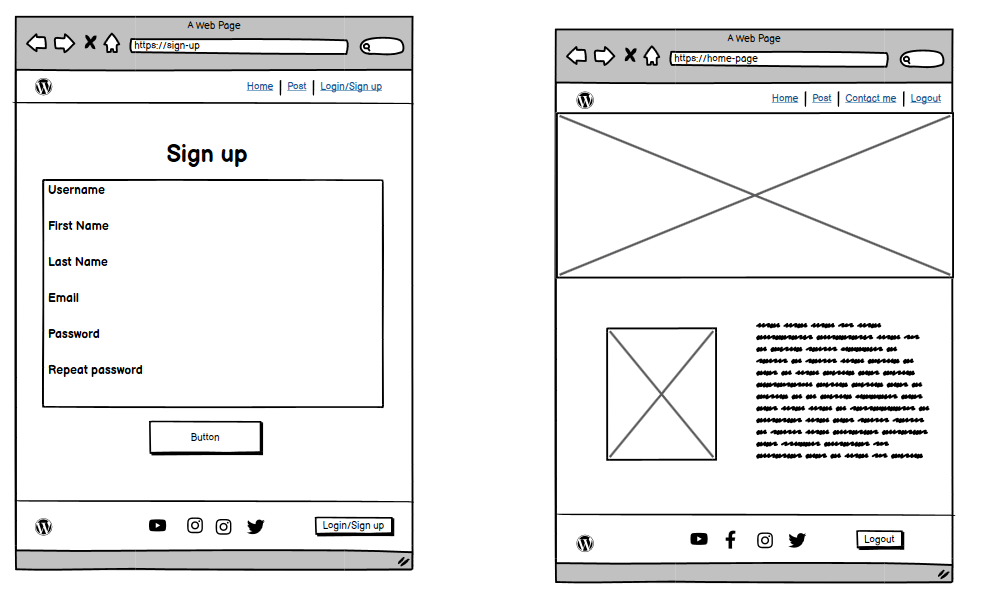 A Web Page
https://sign-up
Home | Post | Login/Sign up
Sign up
Username
First Name
Last Name
Email
Password
Repeat password
Button
Login/Sign up
A Web Page
https://home-page
Home | Post | Contact me | Logout
Logout